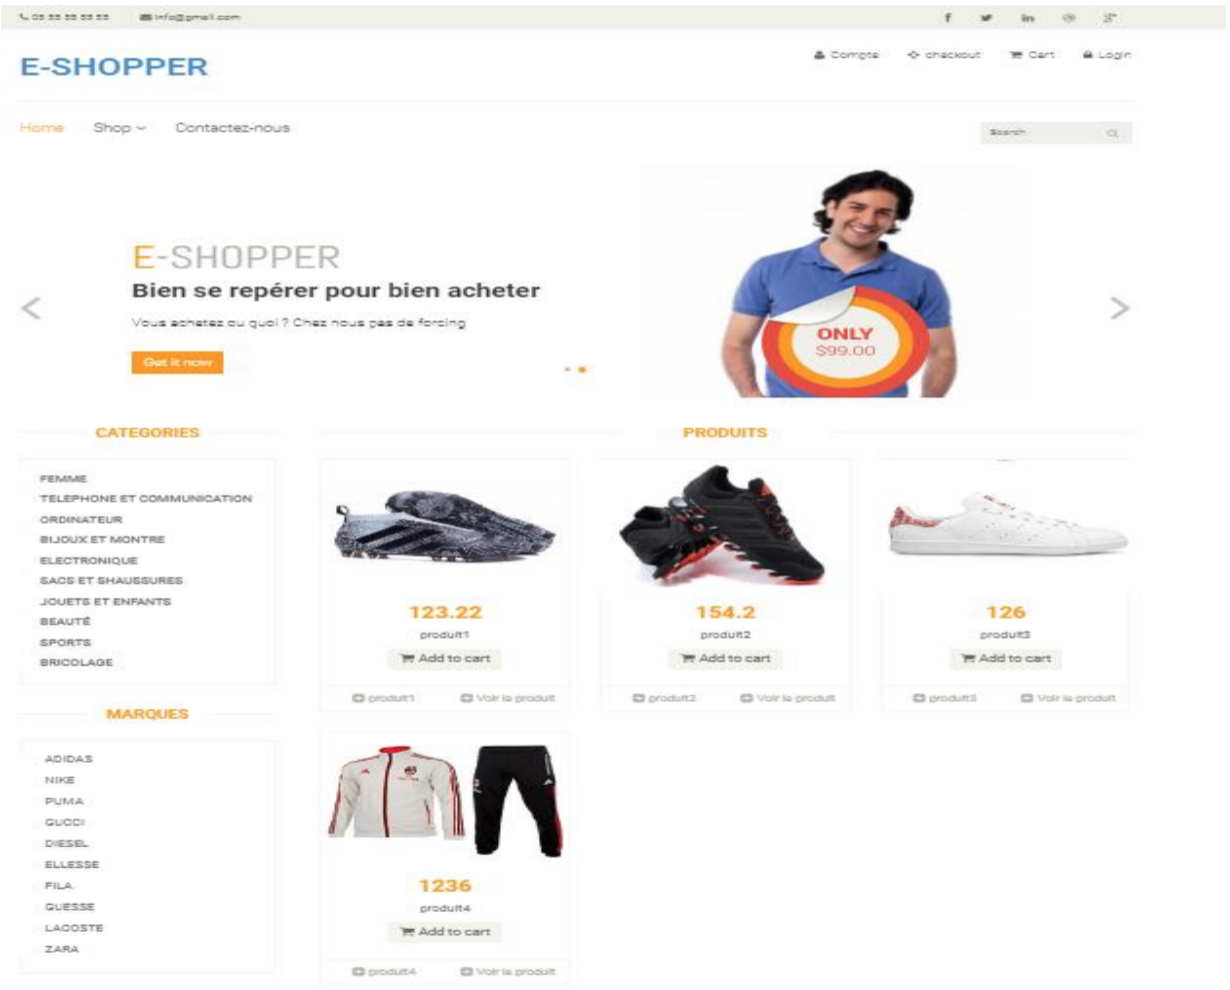 05 55 55 55 55 info@gmail.com
E-SHOPPER
Compte checkout Cart Login
Home Shop Contactez-nous
Search
E-SHOPPER
Bien se repérer pour bien acheter
Vous achetez ou quoi ? Chez nous pas de forcing
Get it now
ONLY
$99.00
CATEGORIES
FEMME
TELEPHONE ET COMMUNICATION
ORDINATEUR
BIJOUX ET MONTRE
ELECTRONIQUE
SACS ET SHAUSSURES
JOUETS ET ENFANTS
BEAUTÉ
SPORTS
BRICOLAGE
MARQUES
ADIDAS
NIKE
PUMA
GUCCI
DIESEL
ELLESSE
FILA
GUESSE
LACOSTE
ZARA
PRODUITS
123.22
produit1
Add to cart
produit1 Voir le produit
154.2
produit2
Add to cart
produit2 Voir le produit
126
produit3
Add to cart
produit3 Voir le produit
1236
produit4
Add to cart
produit4 Voir le produit